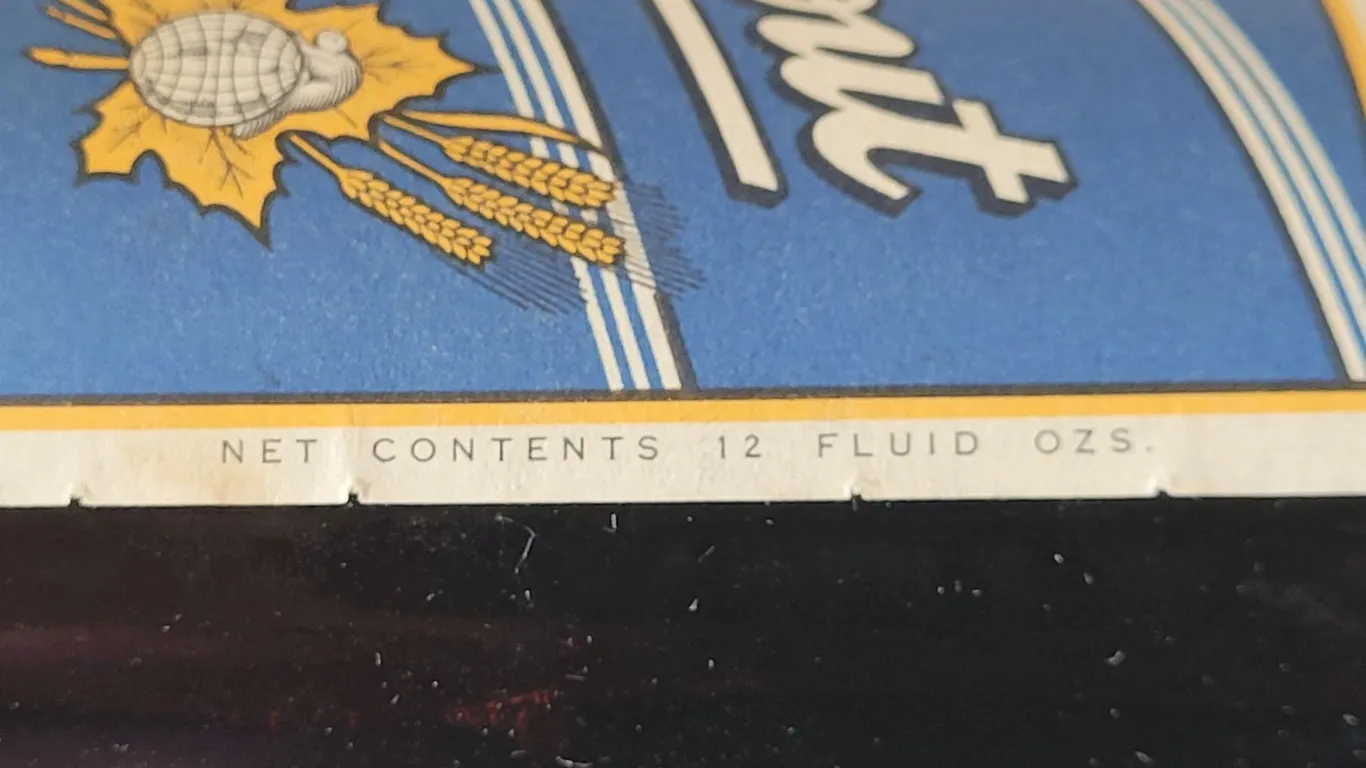 NET CONTENTS 12 FLUID OZS.